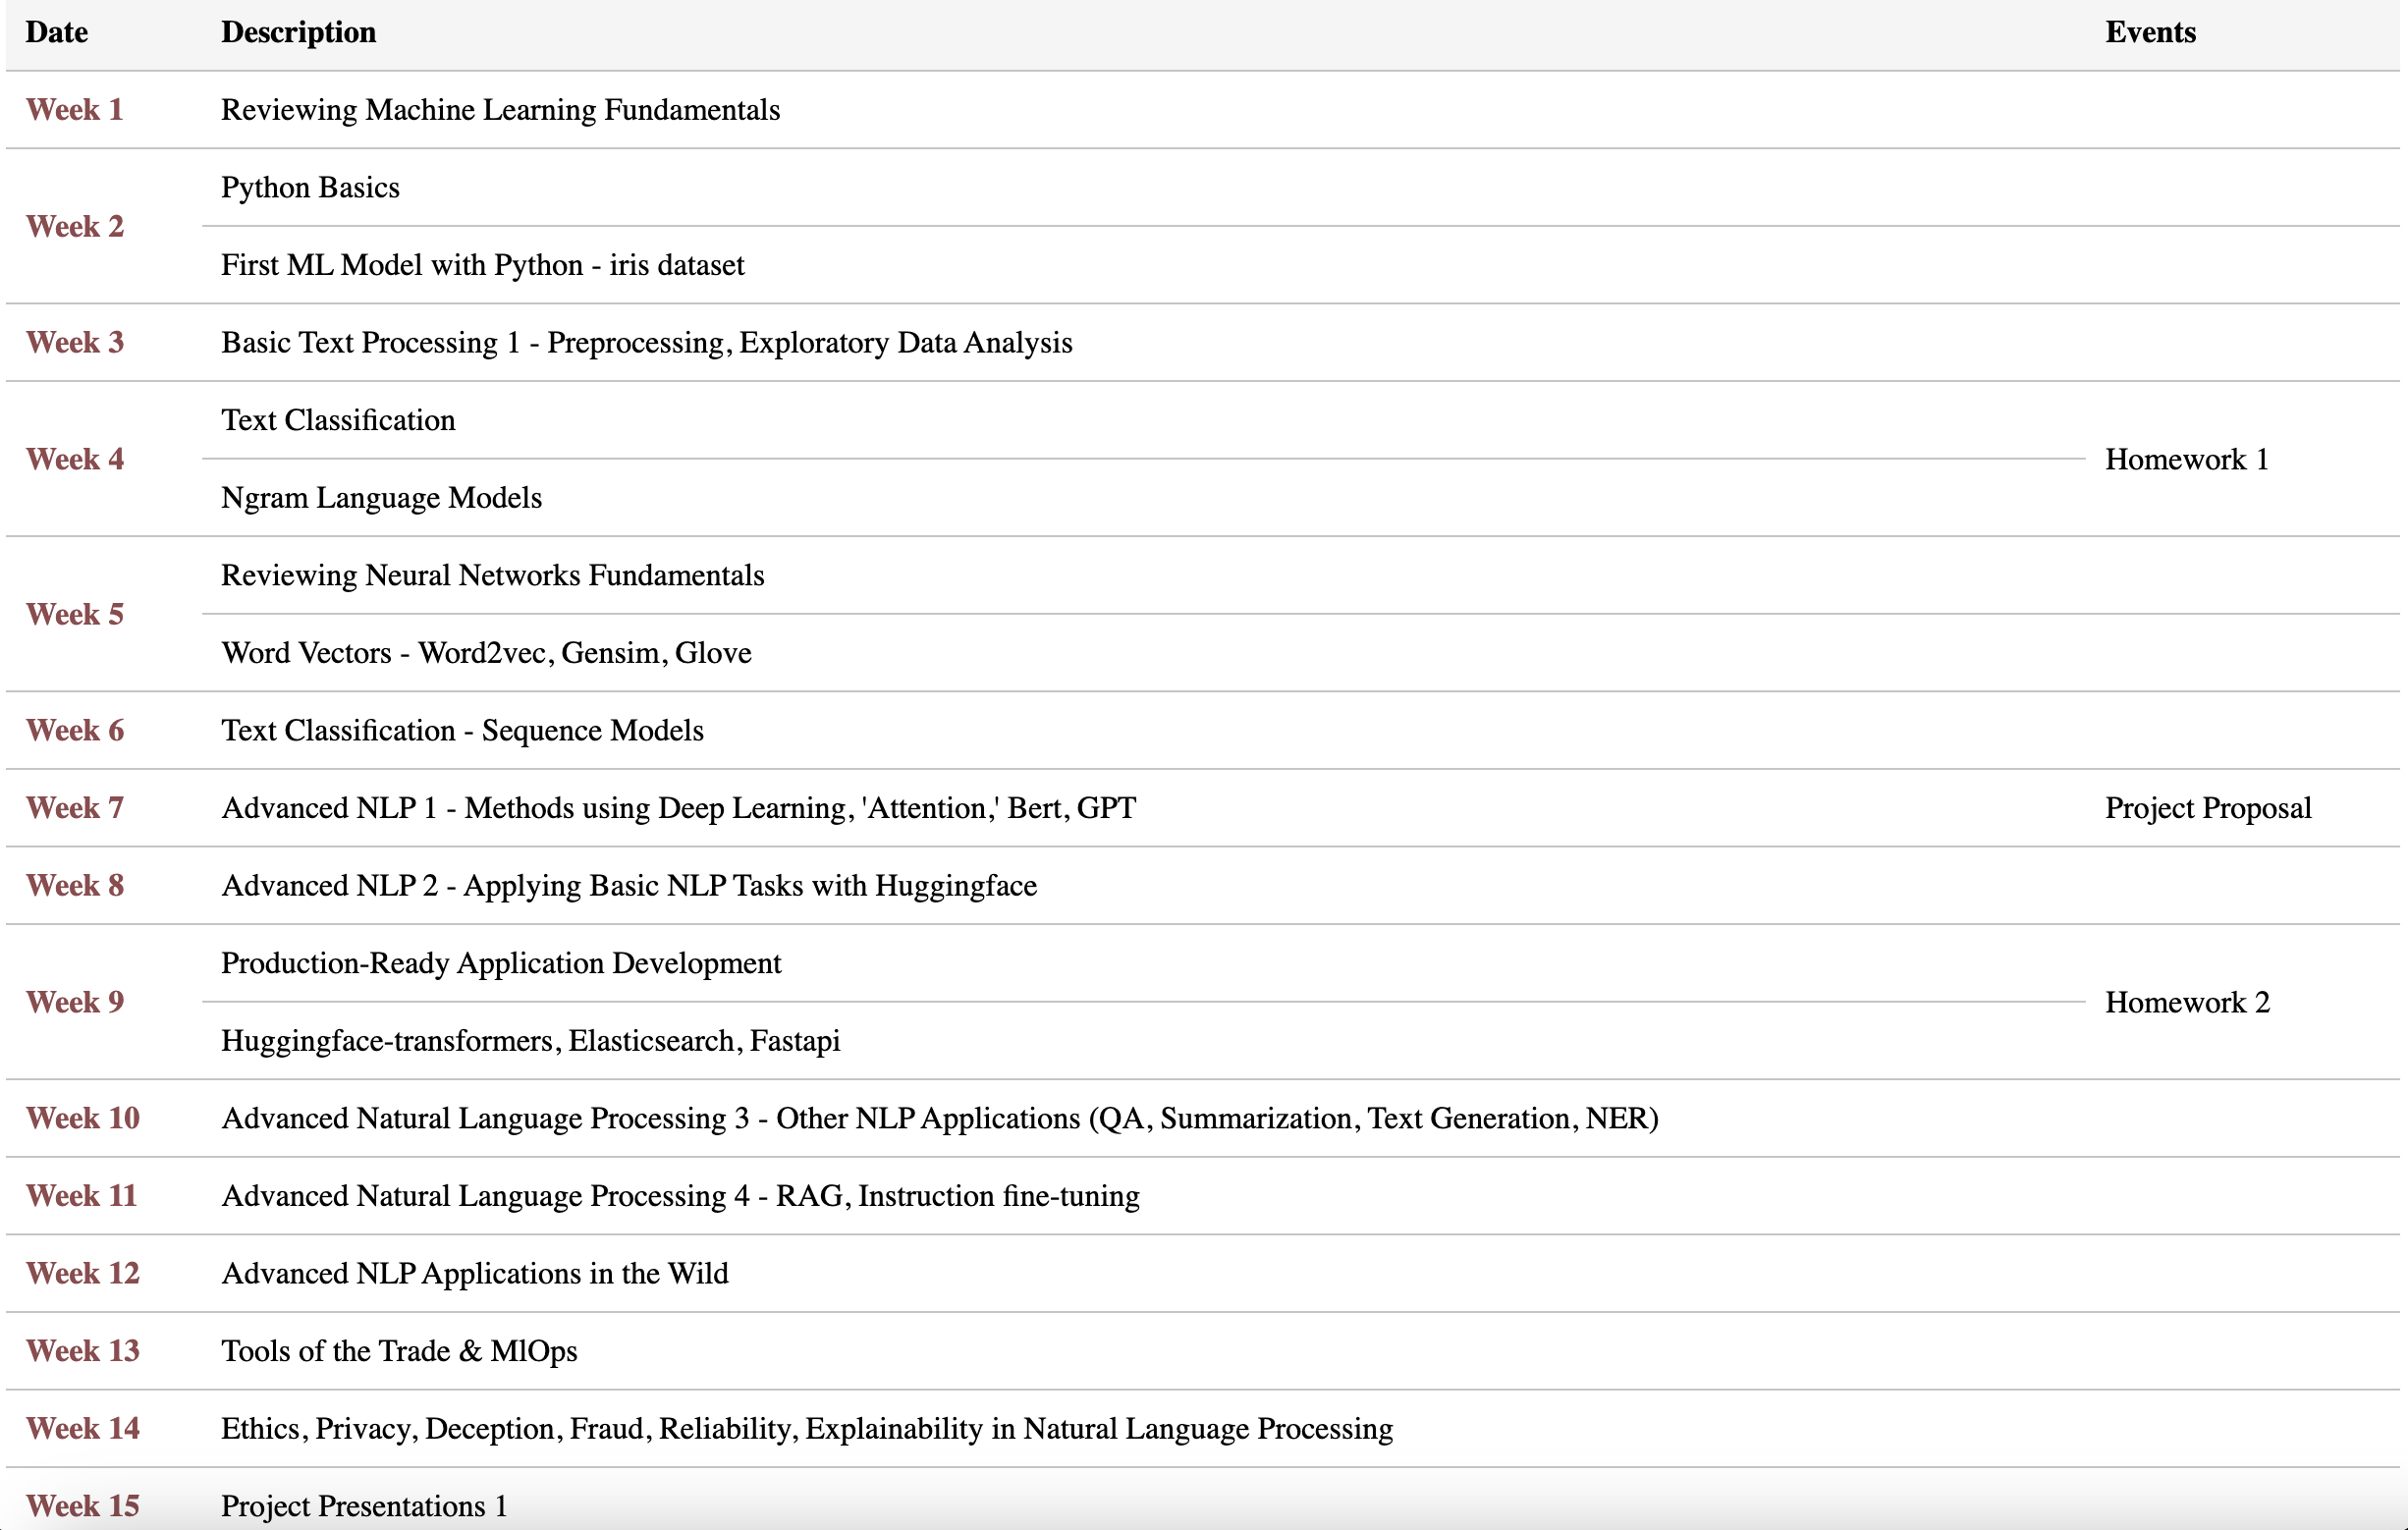 Date Description Events
Week 1 Reviewing Machine Learning Fundamentals
Week 2
Python Basics
First ML Model with Python - iris dataset
Week 3 Basic Text Processing 1 - Preprocessing, Exploratory Data Analysis
Week 4
Text Classification
Homework 1
Ngram Language Models
Week 5
Reviewing Neural Networks Fundamentals
Word Vectors - Word2vec, Gensim, Glove
Week 6 Text Classification - Sequence Models
Week 7 Advanced NLP 1 - Methods using Deep Learning, 'Attention,' Bert, GPT Project Proposal
Week 8 Advanced NLP 2 - Applying Basic NLP Tasks with Huggingface
Week 9
Production-Ready Application Development
Homework 2
Huggingface-transformers, Elasticsearch, Fastapi
Week 10 Advanced Natural Language Processing 3 - Other NLP Applications (QA, Summarization, Text Generation, NER)
Week 11 Advanced Natural Language Processing 4 - RAG, Instruction fine-tuning
Week 12 Advanced NLP Applications in the Wild
Week 13 Tools of the Trade & MlOps
Week 14 Ethics, Privacy, Deception, Fraud, Reliability, Explainability in Natural Language Processing
Week 15 Project Presentations 1